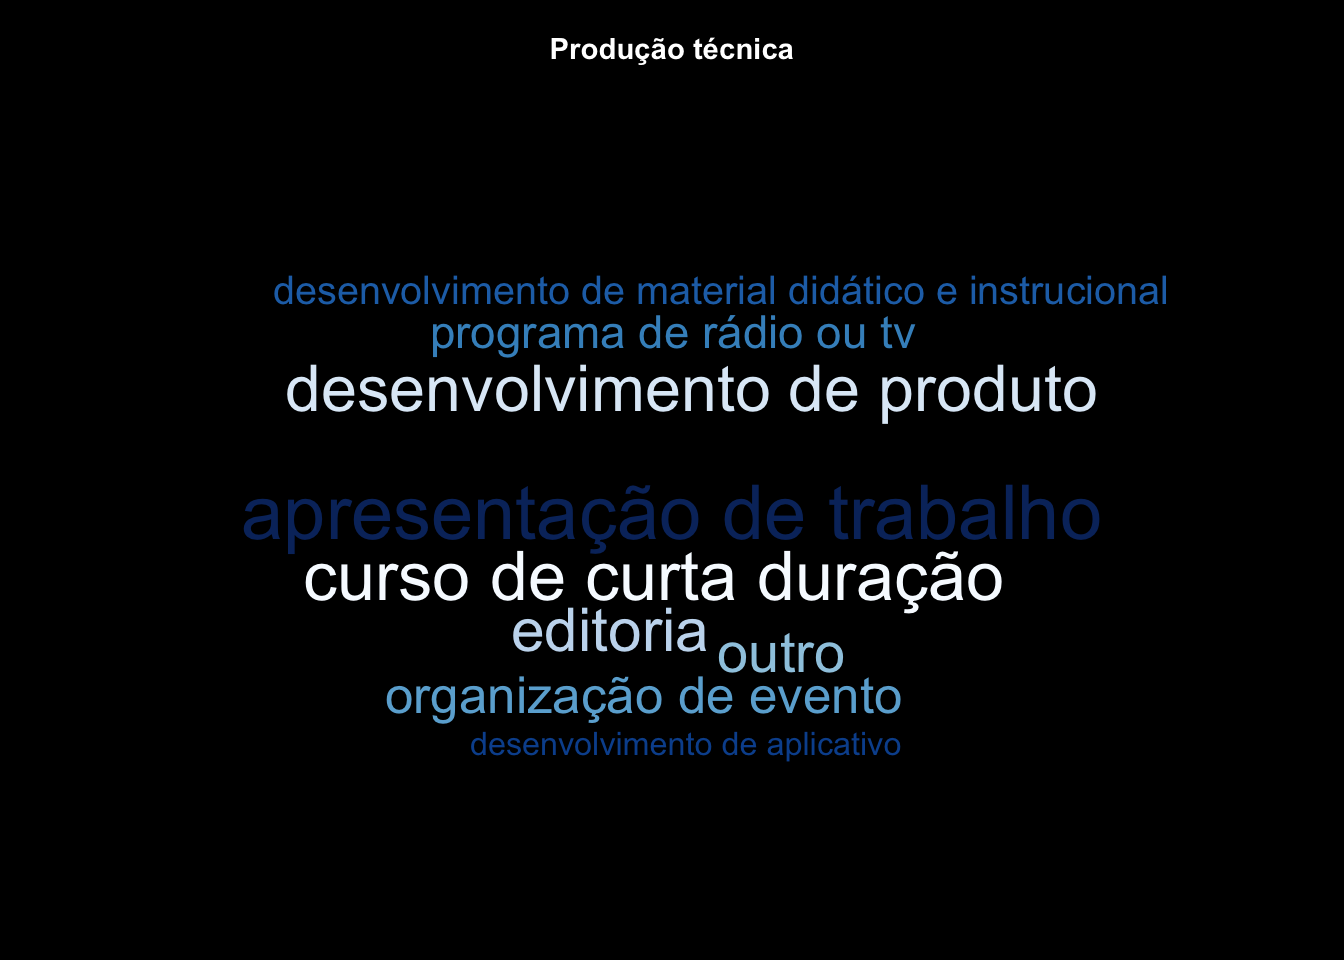 Produção técnica
desenvolvimento de material didático e instrucional
programa de rádio ou tv
desenvolvimento de produto
apresentação de trabalho
curso de curta duração
editoria
outro
organização de evento
desenvolvimento de aplicativo